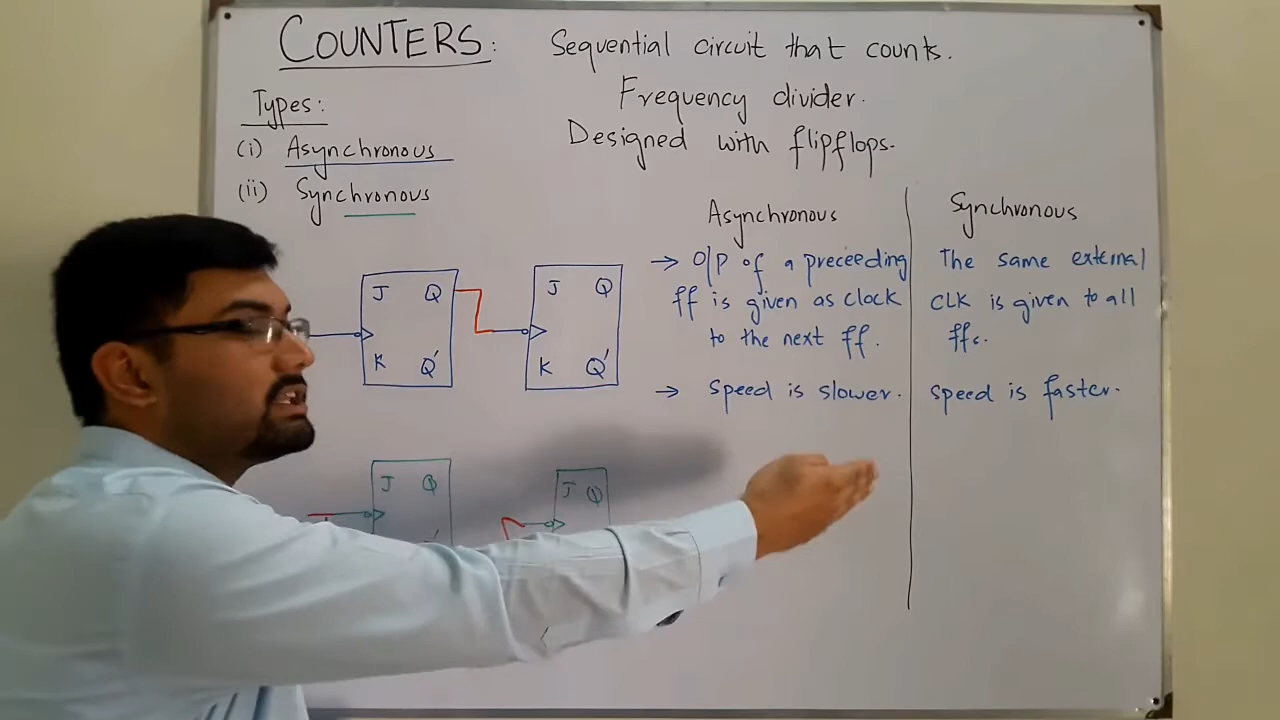 COUNTERS: Sequential circuit that counts.
Frequency divider.
Designed with flipflops.
Types:
(i) Asynchronous
(ii) Synchronous
J Q
K Q'
J Q
K Q'
J Q
J Q
Asynchronous
→ O/P of a preceeding
ff is given as clock
to the next ff.
→ Speed is slower.
Synchronous
The same external
CLK is given to all
ffs.
speed is faster.